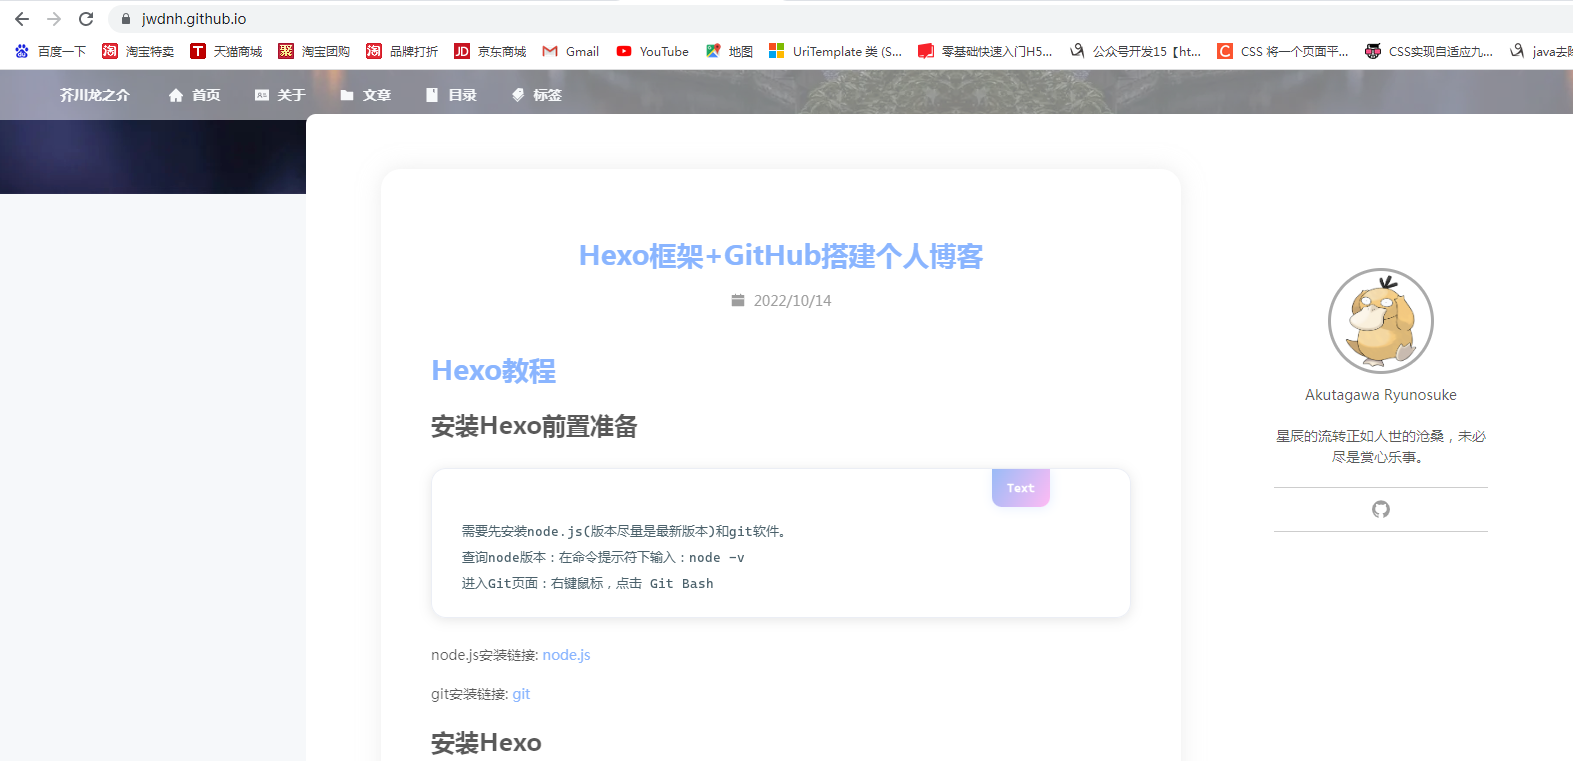 jwdnh.github.io
百度一下 淘宝特卖 天猫商城 淘宝团购 品牌打折 京东商城 Gmail YouTube 地图 UriTemplate 类 (S... 零基础快速入门H5... 公众号开发15【ht... CSS 将一个页面平... CSS实现自适应九... java去除
芥川龙之介 首页 关于 文章 目录 标签
Hexo框架+GitHub搭建个人博客
2022/10/14
Hexo教程
安装Hexo前置准备
Text
需要先安装node.js(版本尽量是最新版本)和git软件。
查询node版本：在命令提示符下输入：node -v
进入Git页面：右键鼠标，点击 Git Bash
node.js安装链接: node.js
git安装链接: git
安装Hexo
Akutagawa Ryunosuke
星辰的流转正如人世的沧桑，未必
尽是赏心乐事。